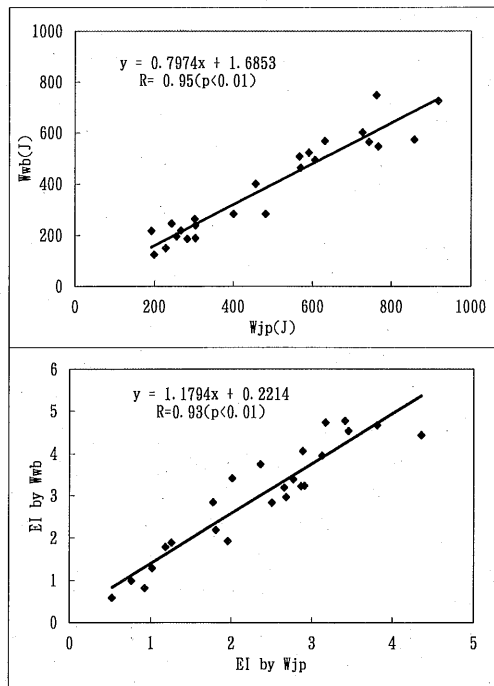 1000
800
600
400
200
0
Wwb(J)
y = 0.7974x + 1.6853
R= 0.95(p<0.01)
0 200 400 600 800 1000
Wjp(J)
6
5
4
3
2
1
0
EI by Wwb
y = 1.1794x + 0.2214
R=0.93(p<0.01)
0 1 2 3 4 5
EI by Wjp